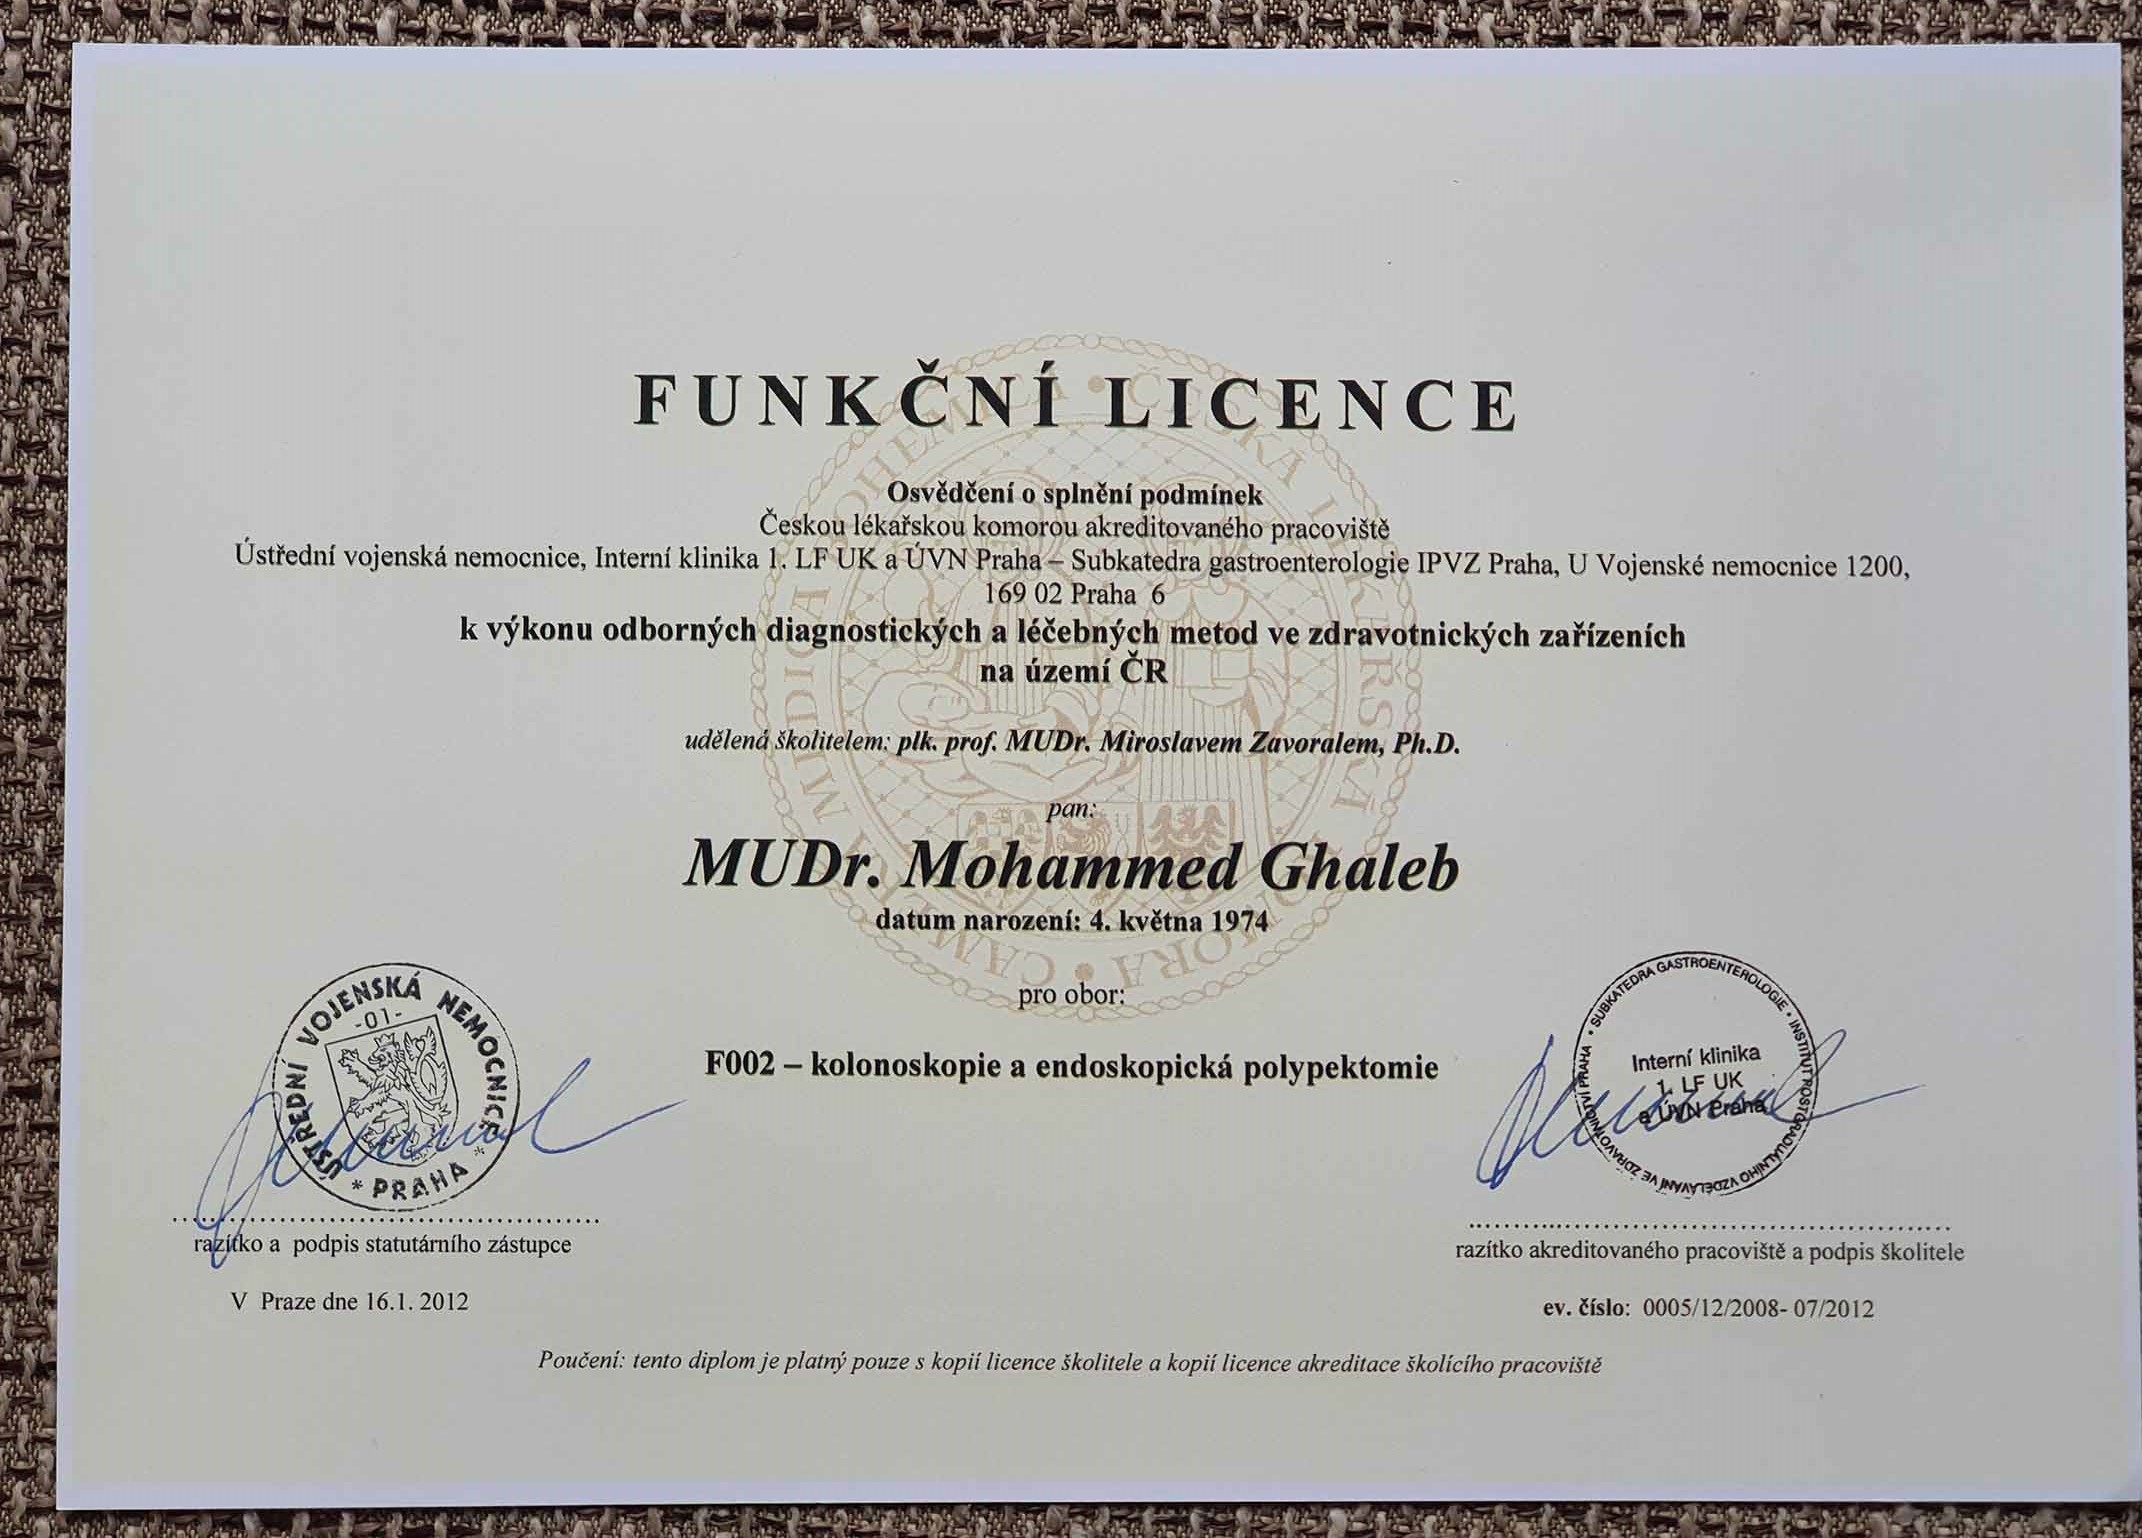 FUNKČNÍ LICENCE
Osvědčení o splnění podmínek
Českou lékařskou komorou akreditovaného pracoviště
Ústřední vojenská nemocnice, Interní klinika 1. LF UK a ÚVN Praha – Subkatedra gastroenterologie IPVZ Praha, U Vojenské nemocnice 1200,
169 02 Praha 6
k výkonu odborných diagnostických a léčebných metod ve zdravotnických zařízeních
na území ČR
udělená školitelem: plk. prof. MUDr. Miroslavem Zavoralem, Ph.D.
pan:
MUDr. Mohammed Ghaleb
datum narození: 4. května 1974
pro obor:
F002 – kolonoskopie a endoskopická polypektomie
ÚSTŘEDNÍ VOJENSKÁ NEMOCNICE
-01-
* PRAHA *
SUBKATEDRA GASTROENTEROLOGIE • INSTITUT POSTGRADUÁLNÍHO VZDĚLÁVÁNÍ VE ZDRAVOTNICTVÍ PRAHA •
Interní klinika
1. LF UK
a ÚVN Praha
razítko a podpis statutárního zástupce
razítko akreditovaného pracoviště a podpis školitele
V Praze dne 16.1. 2012
ev. číslo: 0005/12/2008- 07/2012
Poučení: tento diplom je platný pouze s kopií licence školitele a kopií licence akreditace školícího pracoviště